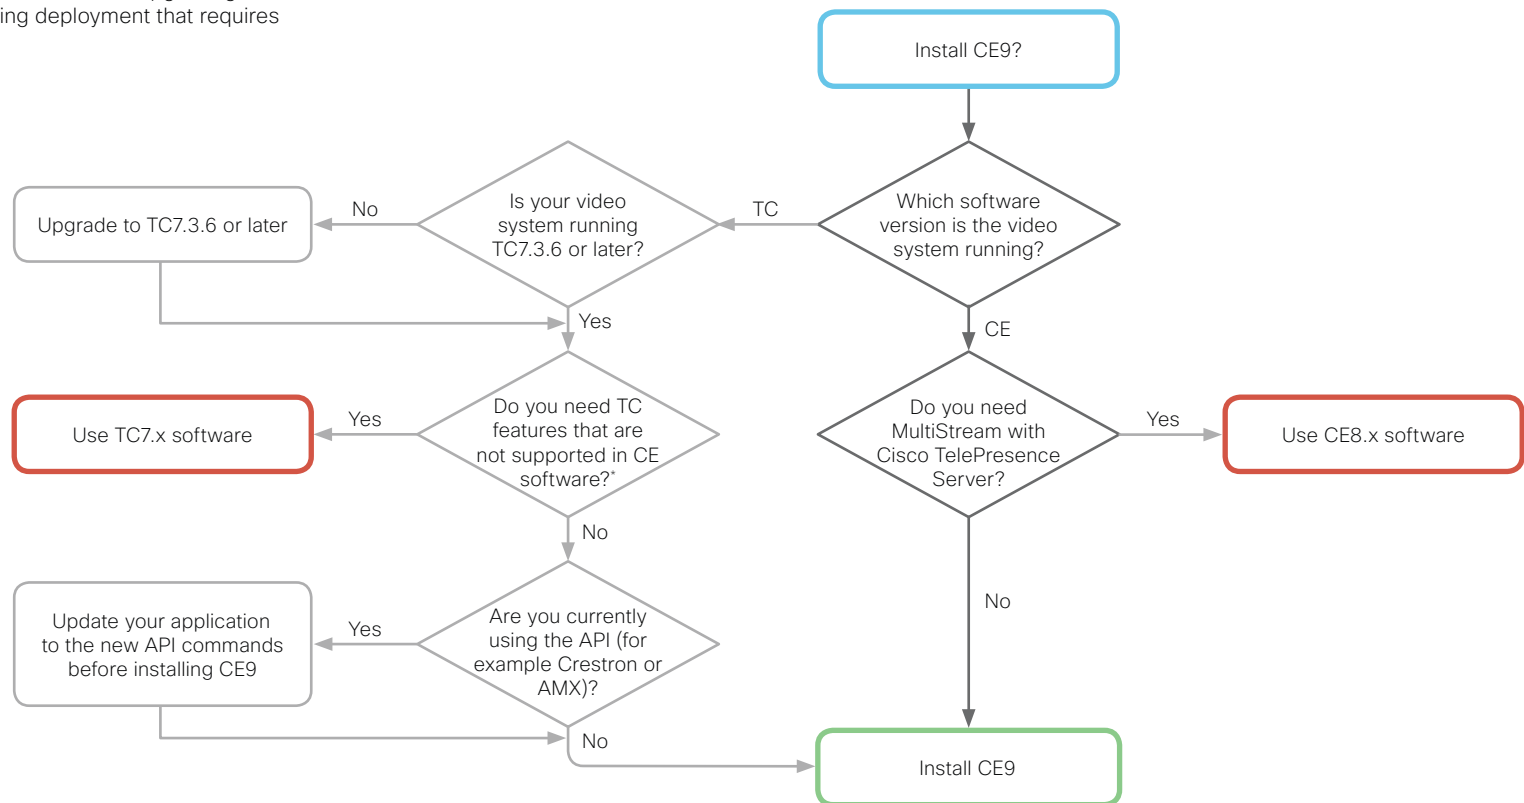 ing deployment that requires
Install CE9?
Which software
version is the video
system running?
TC
Is your video
system running
TC7.3.6 or later?
No
Upgrade to TC7.3.6 or later
Yes
CE
Do you need TC
features that are
not supported in CE
software?*
Yes
Use TC7.x software
Do you need
MultiStream with
Cisco TelePresence
Server?
Yes
Use CE8.x software
No
Are you currently
using the API (for
example Crestron or
AMX)?
Yes
Update your application
to the new API commands
before installing CE9
No
No
Install CE9